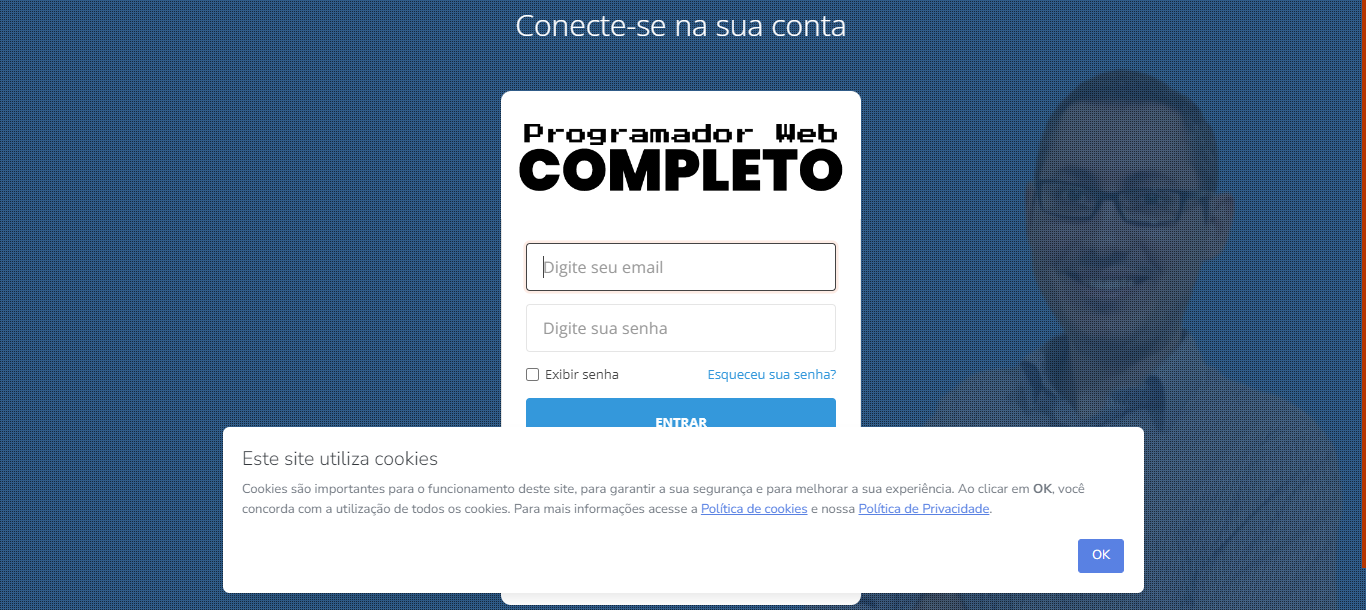 Conecte-se na sua conta
Programador Web
COMPLETO
Digite seu email
Digite sua senha
Exibir senha
Esqueceu sua senha?
ENTRAR
Este site utiliza cookies
Cookies são importantes para o funcionamento deste site, para garantir a sua segurança e para melhorar a sua experiência. Ao clicar em OK, você
concorda com a utilização de todos os cookies. Para mais informações acesse a Política de cookies e nossa Política de Privacidade.
OK